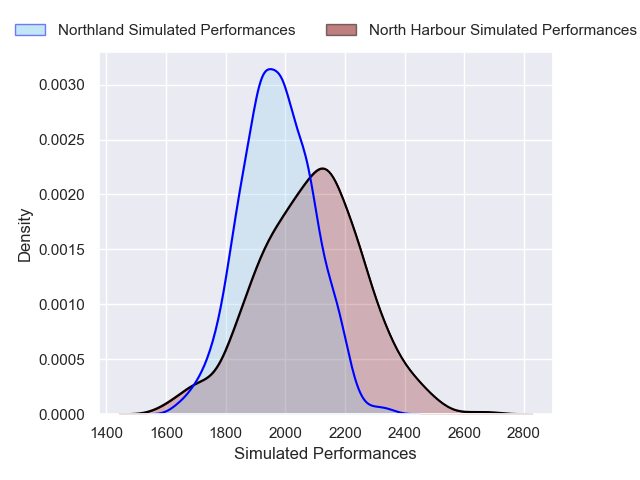 Northland Simulated Performances North Harbour Simulated Performances
0.0030
0.0025
0.0020
0.0015
0.0010
0.0005
0.0000
Density
1400 1600 1800 2000 2200 2400 2600 2800
Simulated Performances